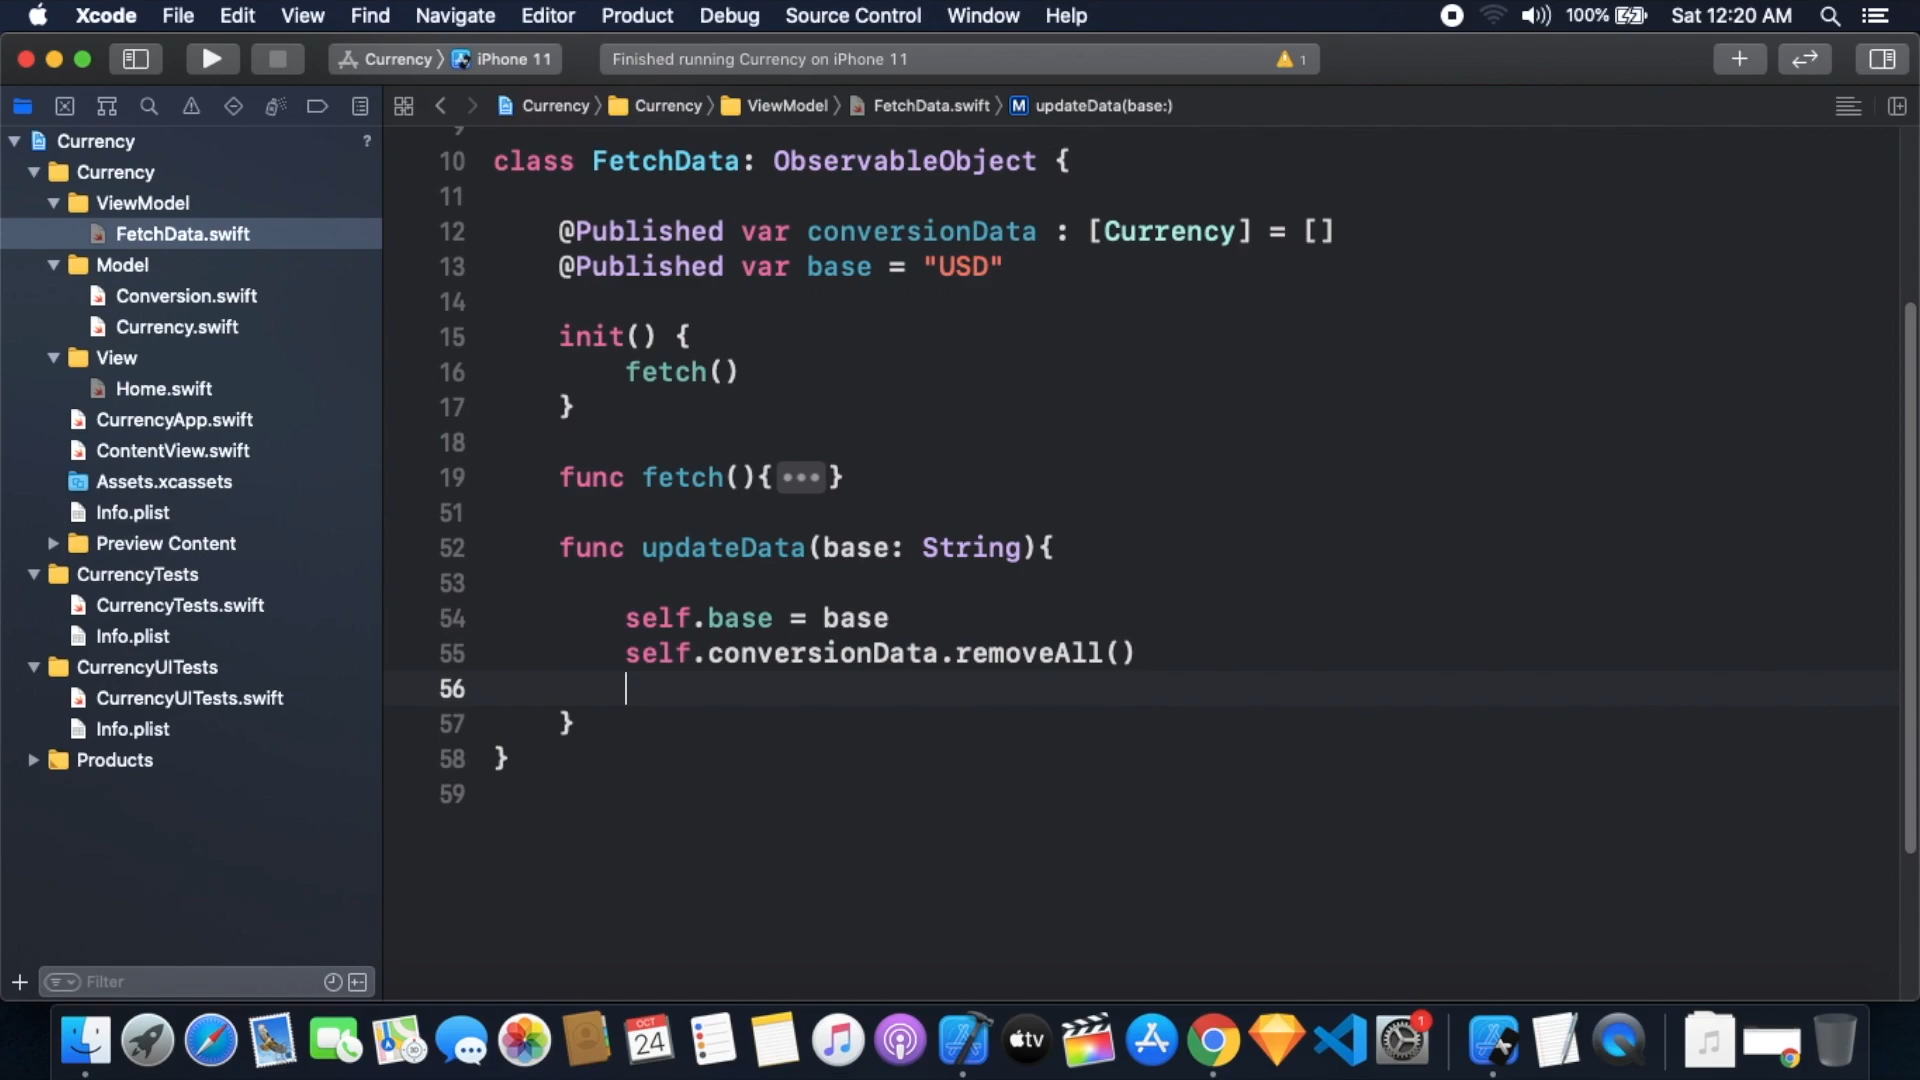 Xcode File Edit View Find Navigate Editor Product Debug Source Control Window Help 100% Sat 12:20 AM
Currency 〉 iPhone 11 Finished running Currency on iPhone 11 1
Currency 〉 Currency 〉 ViewModel 〉 FetchData.swift 〉 M updateData(base:)
Currency ?
Currency
ViewModel
FetchData.swift
Model
Conversion.swift
Currency.swift
View
Home.swift
CurrencyApp.swift
ContentView.swift
Assets.xcassets
Info.plist
Preview Content
CurrencyTests
CurrencyTests.swift
Info.plist
CurrencyUITests
CurrencyUITests.swift
Info.plist
Products
Filter
9
10 class FetchData: ObservableObject {
11
12 @Published var conversionData : [Currency] = []
13 @Published var base = "USD"
14
15 init() {
16 fetch()
17 }
18
19 func fetch(){•••}
51
52 func updateData(base: String){
53
54 self.base = base
55 self.conversionData.removeAll()
56
57 }
58 }
59
OCT
24
tv
1